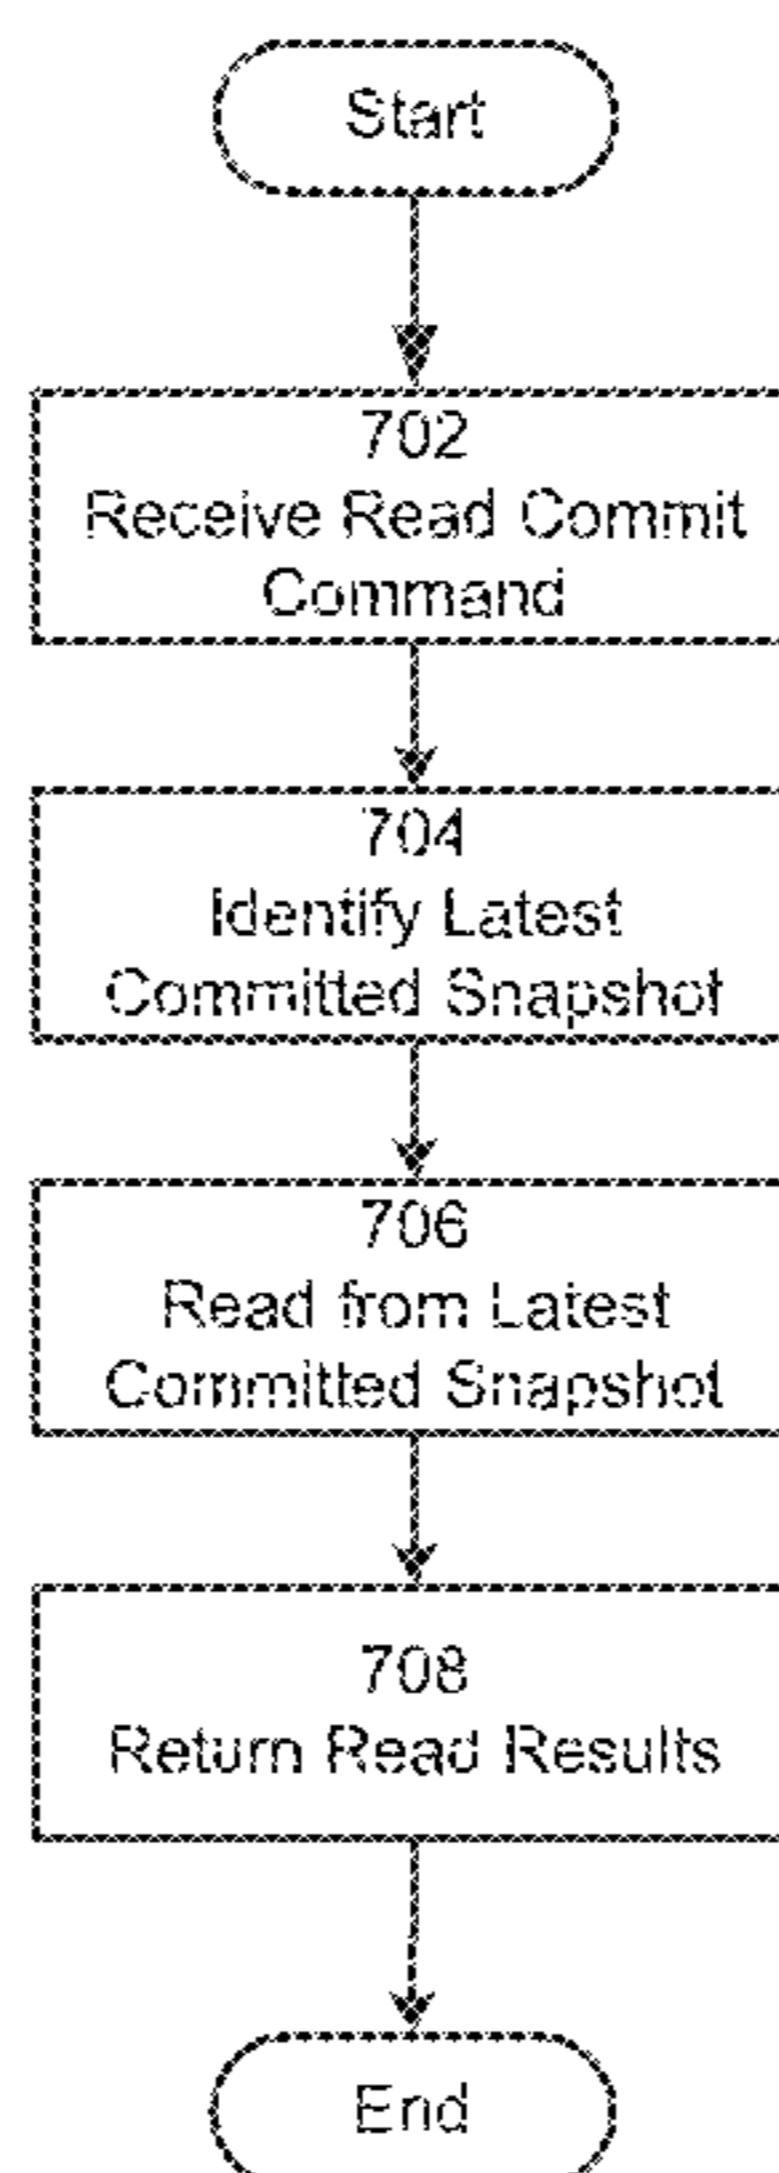 Start
702
Receive Read Commit
Command
704
Identify Latest
Committed Snapshot
706
Read from Latest
Committed Snapshot
708
Return Read Results
End